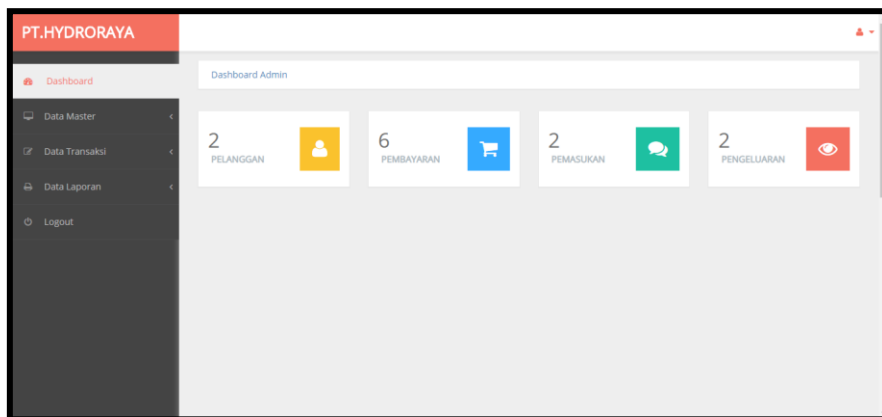 PT.HYDRORAYA
Dashboard
Data Master
Data Transaksi
Data Laporan
Logout
Dashboard Admin
2
PELANGGAN
6
PEMBAYARAN
2
PEMASUKAN
2
PENGELUARAN